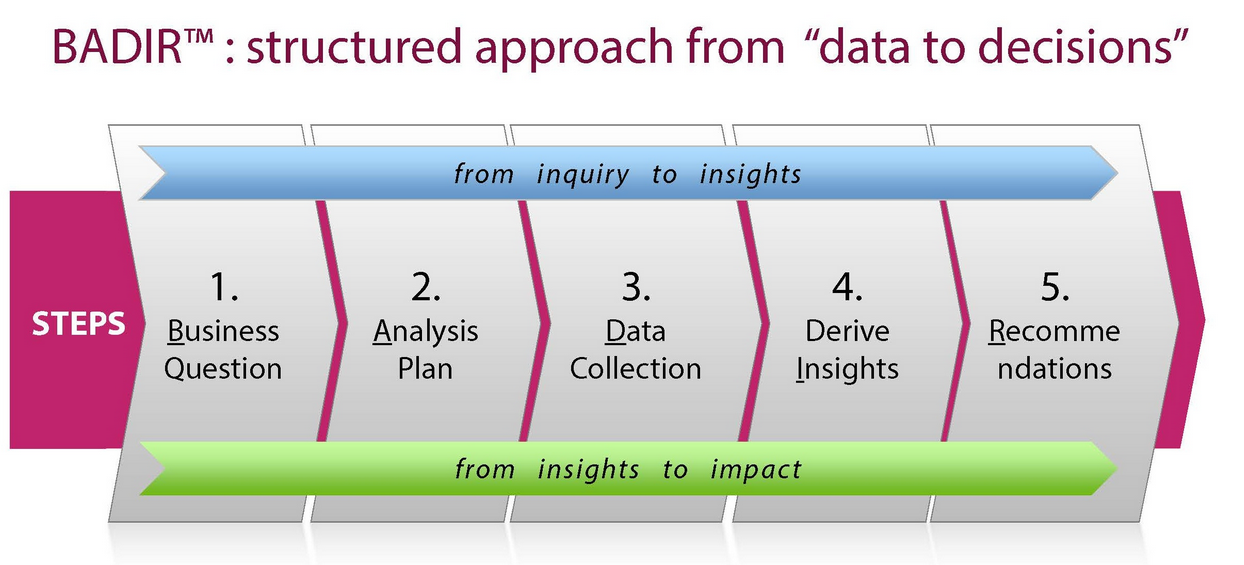 BADIR™ : structured approach from “data to decisions”
from inquiry to insights
STEPS
1.
Business
Question
2.
Analysis
Plan
3.
Data
Collection
4.
Derive
Insights
5.
Recomme
ndations
from insights to impact